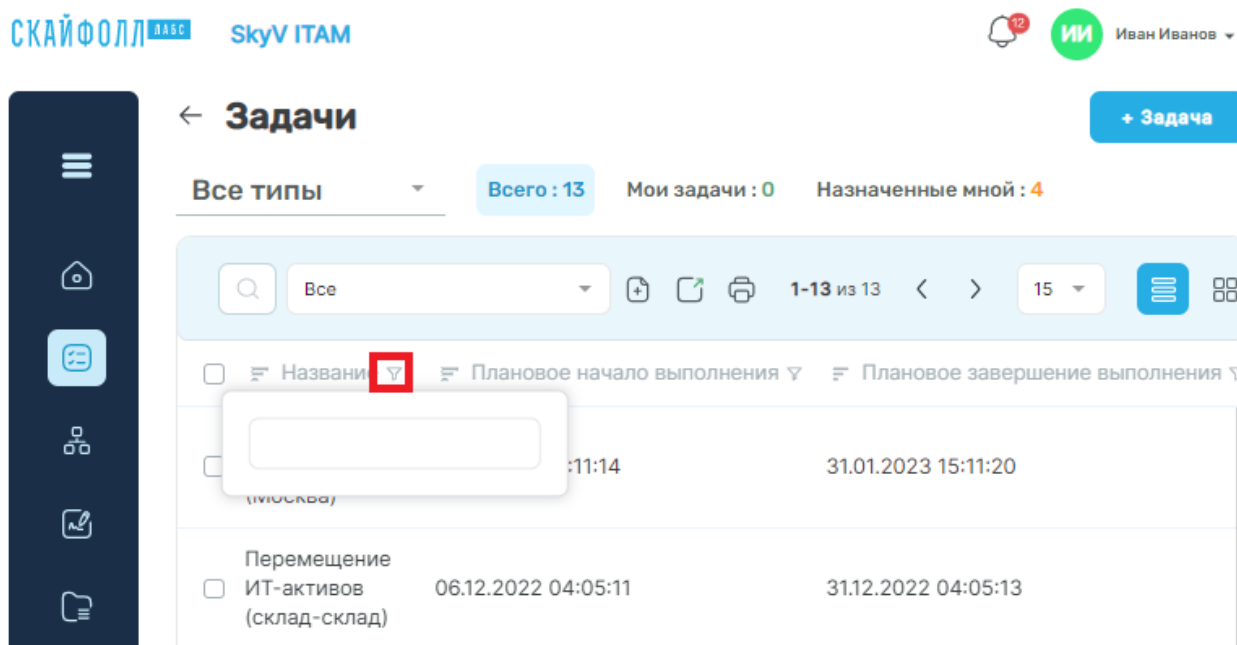 СКАЙФОЛЛ ЛАБС SkyV ITAM 12 ИИ Иван Иванов
← Задачи + Задача
Все типы Всего : 13 Мои задачи : 0 Назначенные мной : 4
Все 1-13 из 13 15
Название Плановое начало выполнения Плановое завершение выполнения
:11:14 31.01.2023 15:11:20
(Москва)
Перемещение
ИТ-активов 06.12.2022 04:05:11 31.12.2022 04:05:13
(склад-склад)